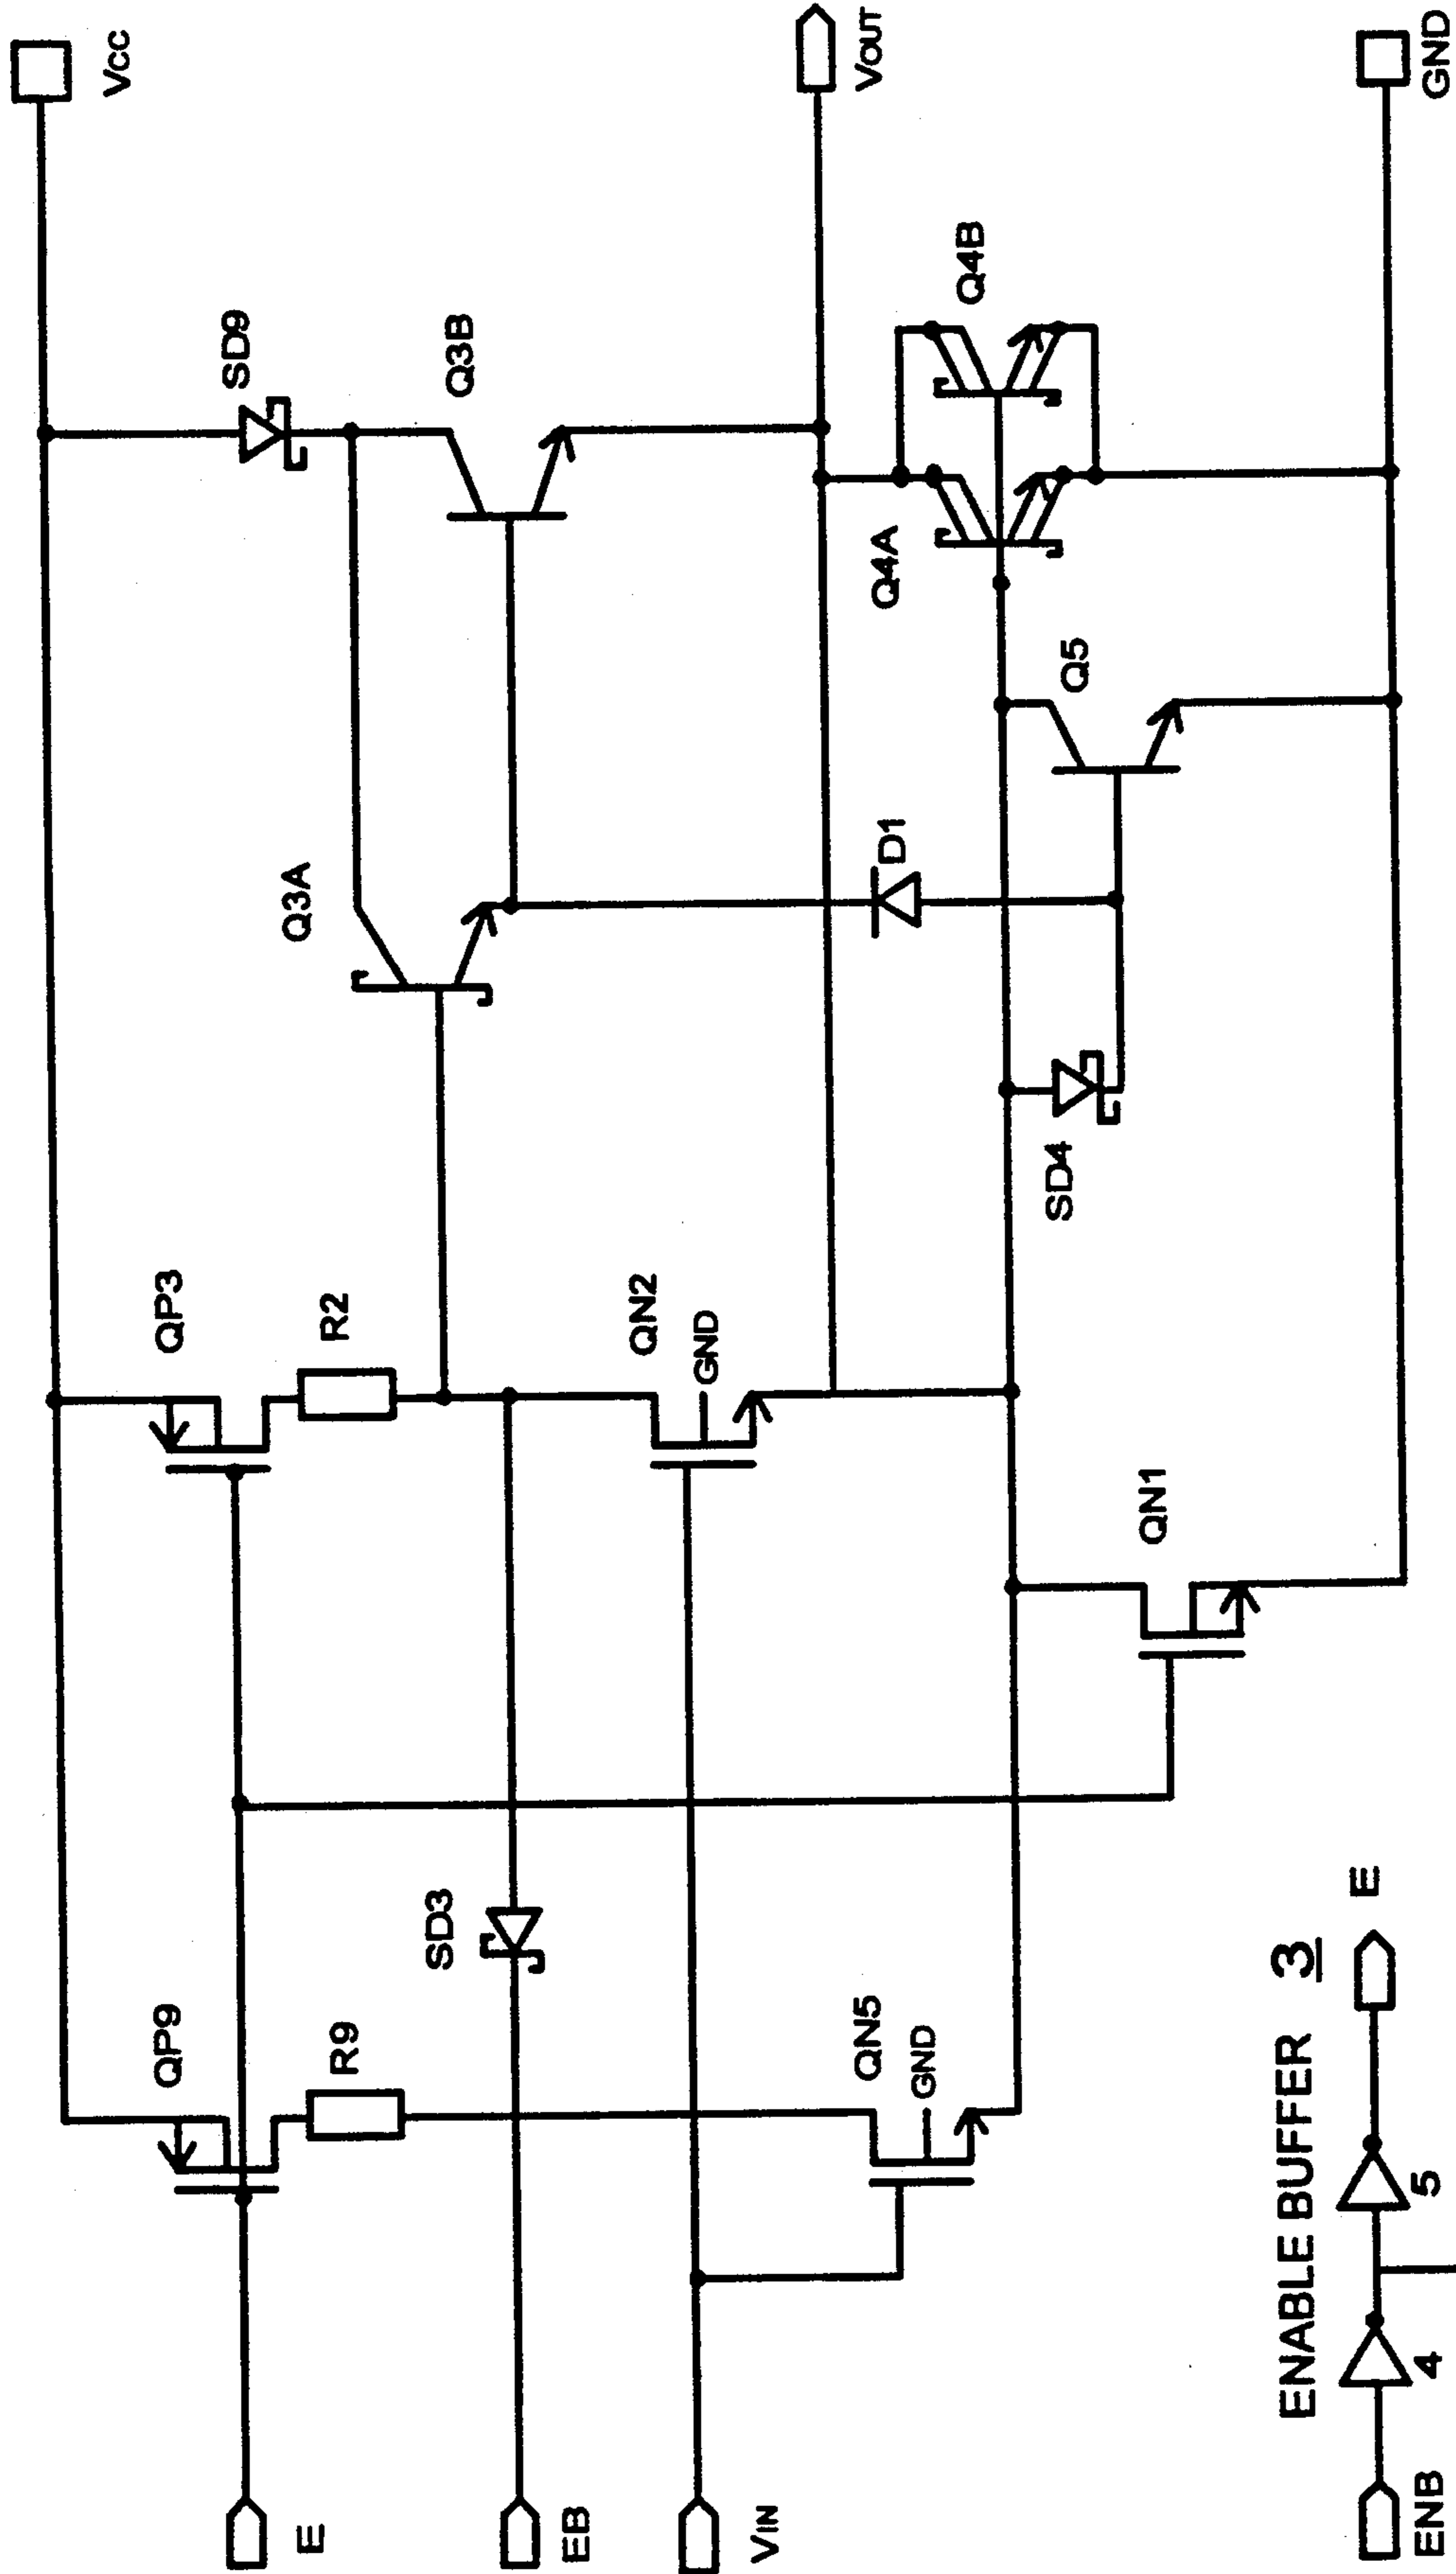 VCC
SD9
Q3B
Q3A
VOUT
Q4B
Q4A
Q5
D1
SD4
GND
QP3
R2
QN2
GND
QN1
QP9
R9
SD3
QN5
GND
E
EB
VIN
ENABLE BUFFER 3
ENB
4
5
E